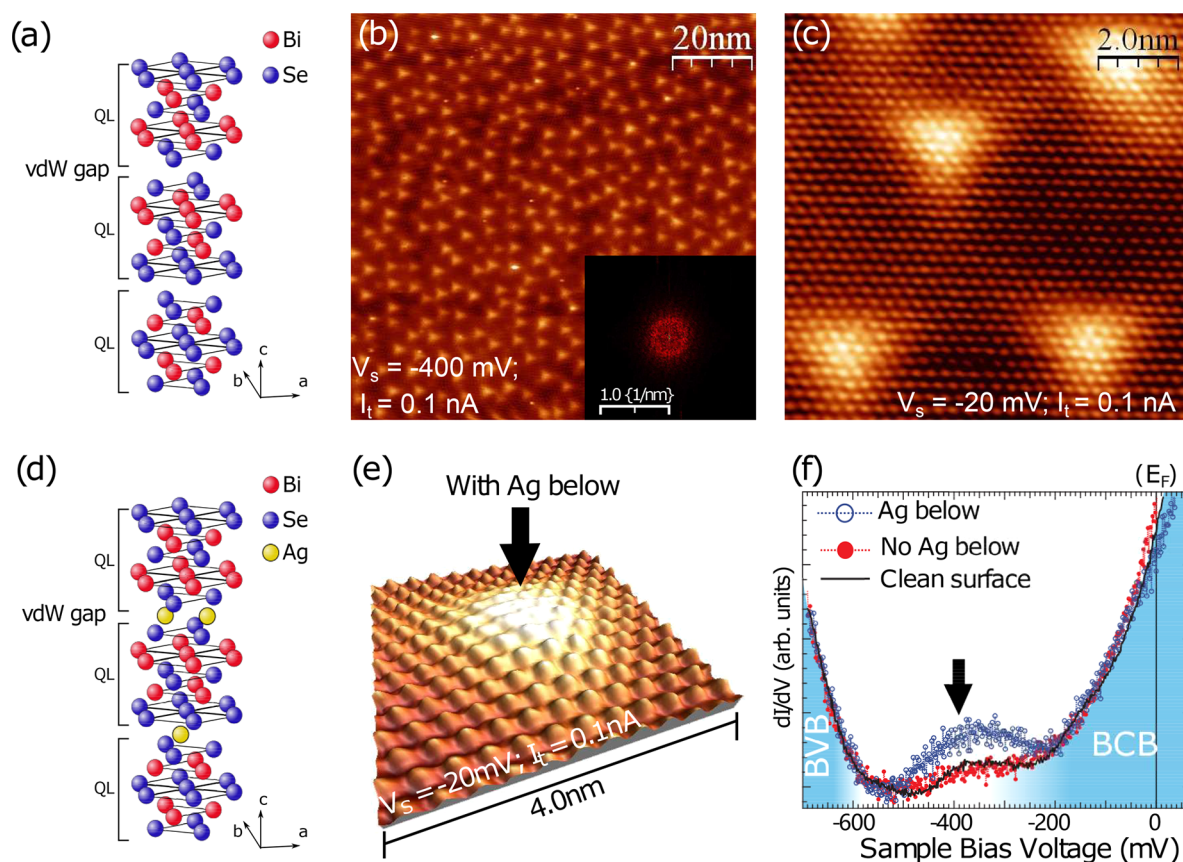 (a)
Bi
Se
QL
vdW gap
QL
QL
c
b
a
(b)
20nm
V_s = -400 mV;
I_t = 0.1 nA
1.0 {1/nm}
(c)
2.0nm
V_s = -20 mV; I_t = 0.1 nA
(d)
Bi
Se
Ag
QL
vdW gap
QL
QL
c
b
a
(e)
With Ag below
V_s = -20mV; I_t = 0.1nA
4.0nm
(f)
(E_F)
Ag below
No Ag below
Clean surface
dI/dV (arb. units)
BVB
BCB
-600
-400
-200
0
Sample Bias Voltage (mV)